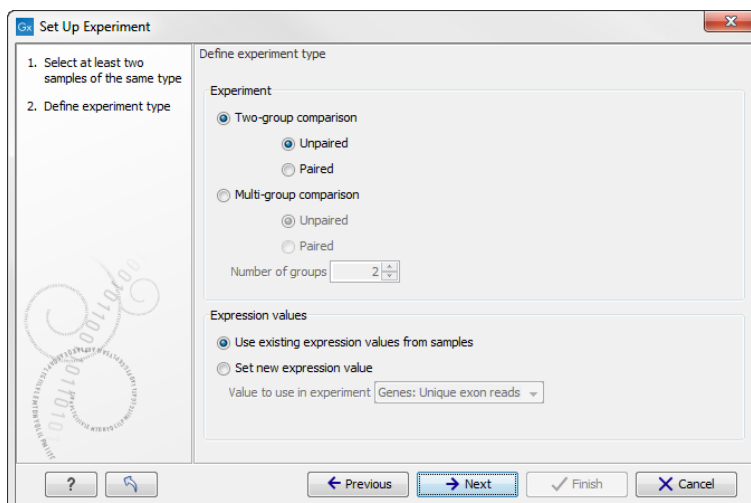 Gx Set Up Experiment
1. Select at least two
samples of the same type
2. Define experiment type
Define experiment type
Experiment
Two-group comparison
Unpaired
Paired
Multi-group comparison
Unpaired
Paired
Number of groups 2
Expression values
Use existing expression values from samples
Set new expression value
Value to use in experiment Genes: Unique exon reads
? Previous Next Finish Cancel